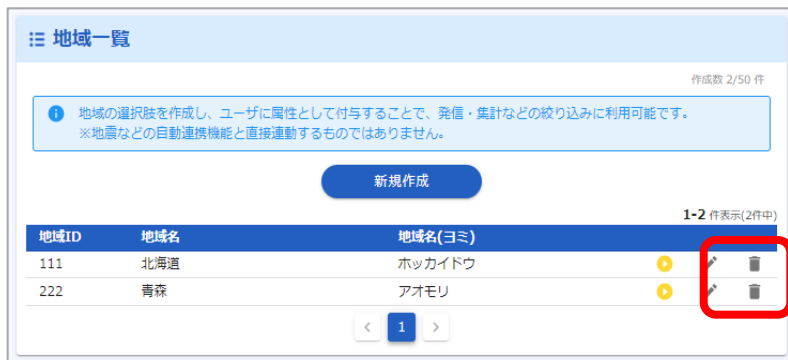 地域一覧
作成数 2/50 件
地域の選択肢を作成し、ユーザに属性として付与することで、発信・集計などの絞り込みに利用可能です。
※地震などの自動連携機能と直接連動するものではありません。
新規作成
1-2 件表示(2件中)
地域ID 地域名 地域名(ヨミ)
111 北海道 ホッカイドウ
222 青森 アオモリ
< 1 >